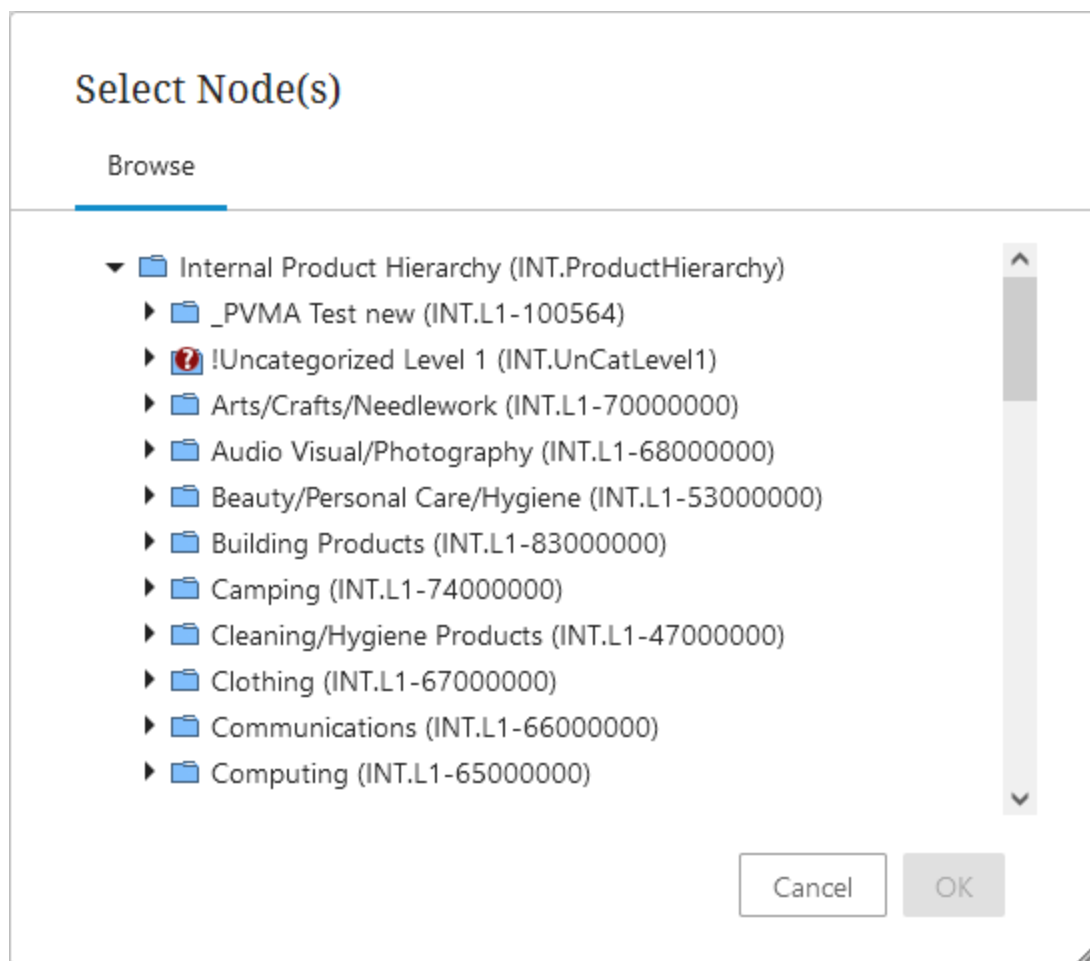 Select Node(s)
Browse
Internal Product Hierarchy (INT.ProductHierarchy)
_PVMA Test new (INT.L1-100564)
!Uncategorized Level 1 (INT.UnCatLevel1)
Arts/Crafts/Needlework (INT.L1-70000000)
Audio Visual/Photography (INT.L1-68000000)
Beauty/Personal Care/Hygiene (INT.L1-53000000)
Building Products (INT.L1-83000000)
Camping (INT.L1-74000000)
Cleaning/Hygiene Products (INT.L1-47000000)
Clothing (INT.L1-67000000)
Communications (INT.L1-66000000)
Computing (INT.L1-65000000)
Cancel
OK